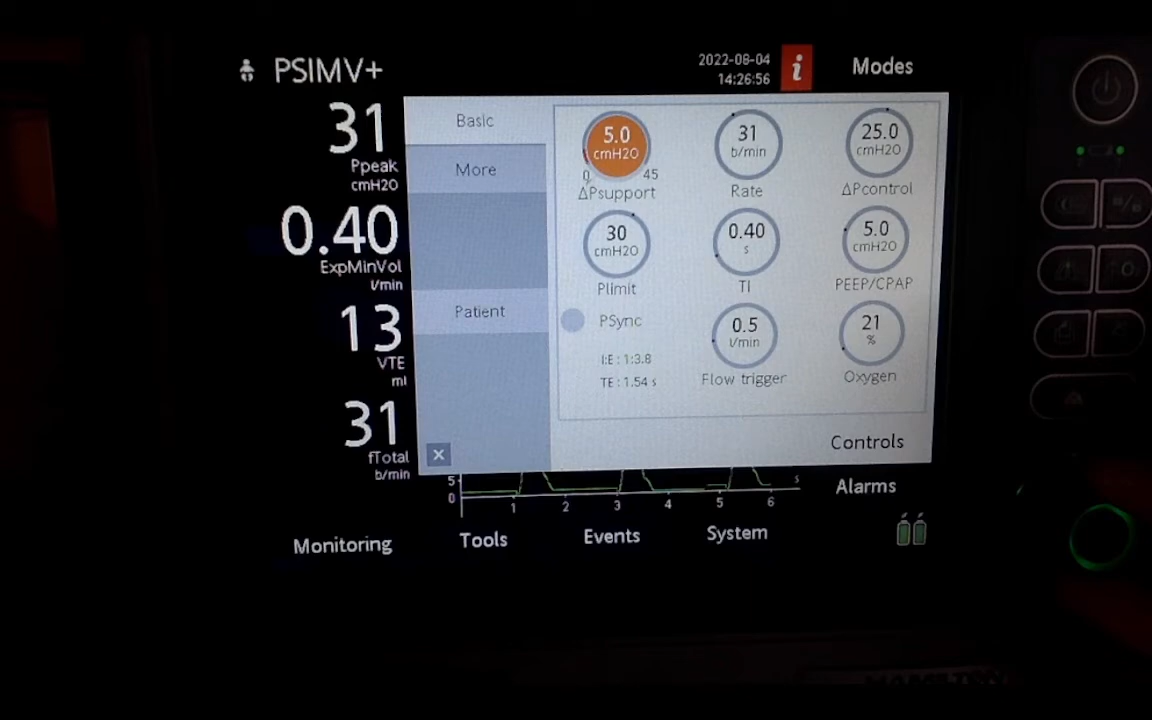 PSIMV+
2022-08-04
14:26:56
i
Modes
31
Ppeak
cmH2O
0.40
ExpMinVol
l/min
13
VTE
ml
31
fTotal
b/min
Basic
More
Patient
5.0
cmH2O
0 45
ΔPsupport
31
b/min
Rate
25.0
cmH2O
ΔPcontrol
30
cmH2O
Plimit
0.40
s
TI
5.0
cmH2O
PEEP/CPAP
PSync
I:E : 1:3.8
TE : 1.54 s
0.5
l/min
Flow trigger
21
%
Oxygen
X
Controls
5
0
1 2 3 4 5 6
s
Alarms
Monitoring
Tools
Events
System